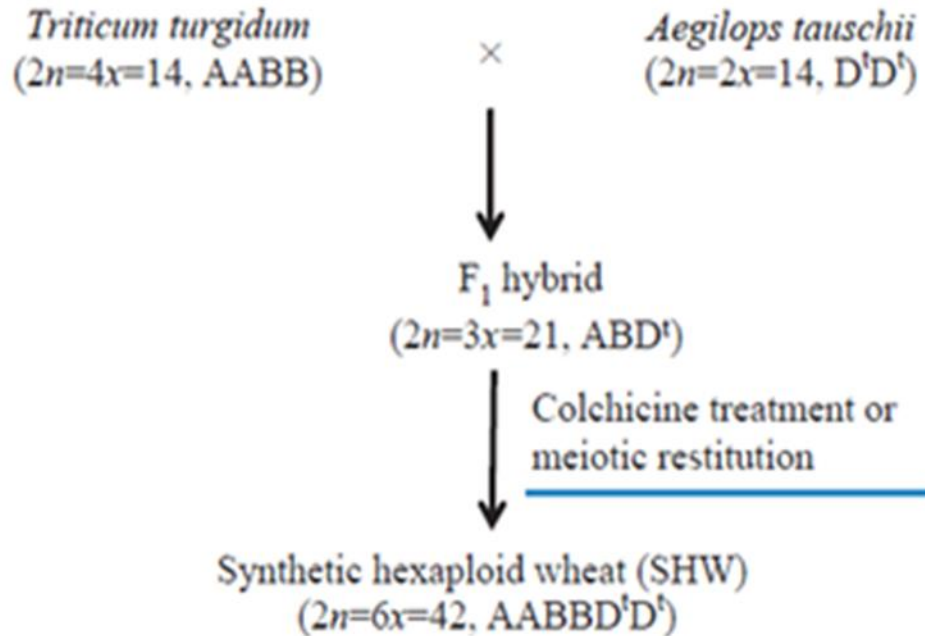 Triticum turgidum × Aegilops tauschii
(2n=4x=14, AABB) (2n=2x=14, DᵗDᵗ)
F₁ hybrid
(2n=3x=21, ABDᵗ)
Colchicine treatment or
meiotic restitution
Synthetic hexaploid wheat (SHW)
(2n=6x=42, AABBDᵗDᵗ)